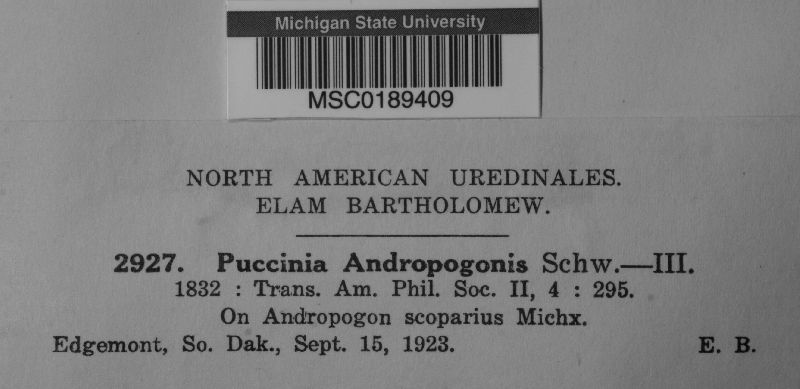 Michigan State University
MSC0189409
NORTH AMERICAN UREDINALES.
ELAM BARTHOLOMEW.
2927. Puccinia Andropogonis Schw.—III.
1832 : Trans. Am. Phil. Soc. II, 4 : 295.
On Andropogon scoparius Michx.
Edgemont, So. Dak., Sept. 15, 1923. E. B.